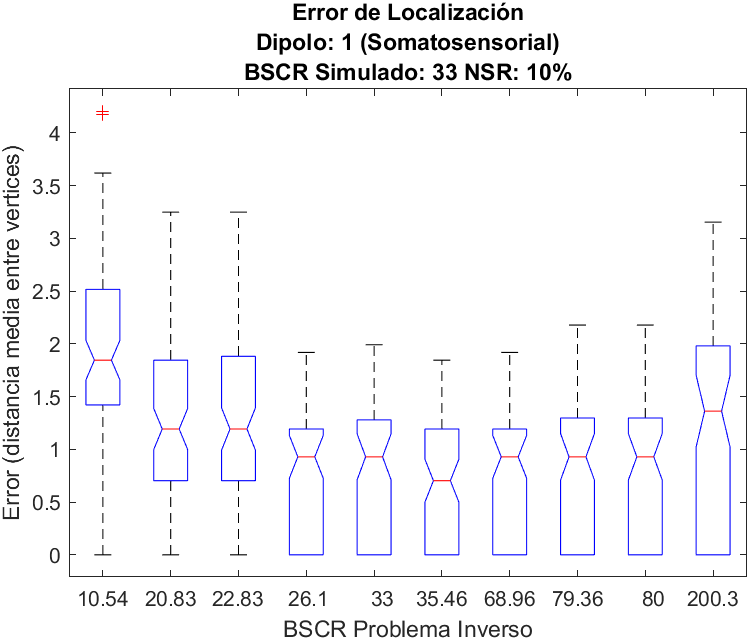 Error de Localización
Dipolo: 1 (Somatosensorial)
BSCR Simulado: 33 NSR: 10%
Error (distancia media entre vertices)
4
3.5
3
2.5
2
1.5
1
0.5
0
10.54 20.83 22.83 26.1 33 35.46 68.96 79.36 80 200.3
BSCR Problema Inverso